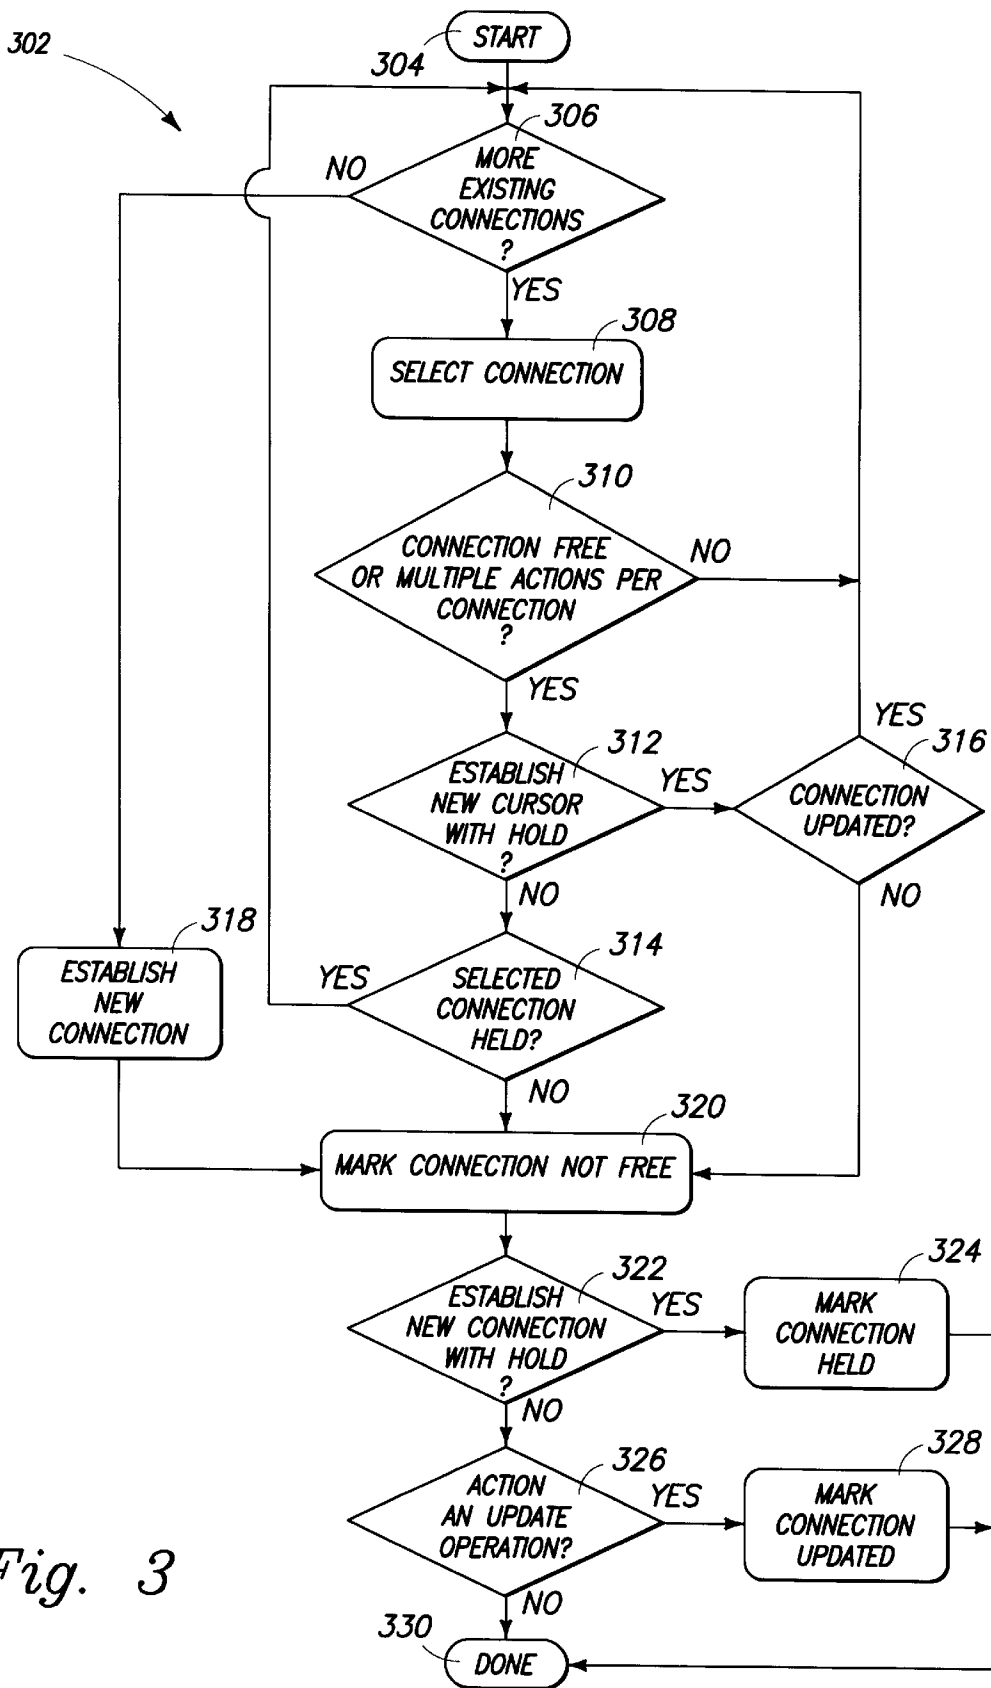 302
START
304
306
NO
MORE
EXISTING
CONNECTIONS
?
YES
308
SELECT CONNECTION
310
CONNECTION FREE
OR MULTIPLE ACTIONS PER
CONNECTION
?
NO
YES
312
ESTABLISH
NEW CURSOR
WITH HOLD
?
YES
YES
316
CONNECTION
UPDATED?
NO
NO
318
ESTABLISH
NEW
CONNECTION
314
YES
SELECTED
CONNECTION
HELD?
NO
320
MARK CONNECTION NOT FREE
322
ESTABLISH
NEW CONNECTION
WITH HOLD
?
YES
324
MARK
CONNECTION
HELD
NO
326
ACTION
AN UPDATE
OPERATION?
YES
328
MARK
CONNECTION
UPDATED
NO
330
DONE
Fig. 3